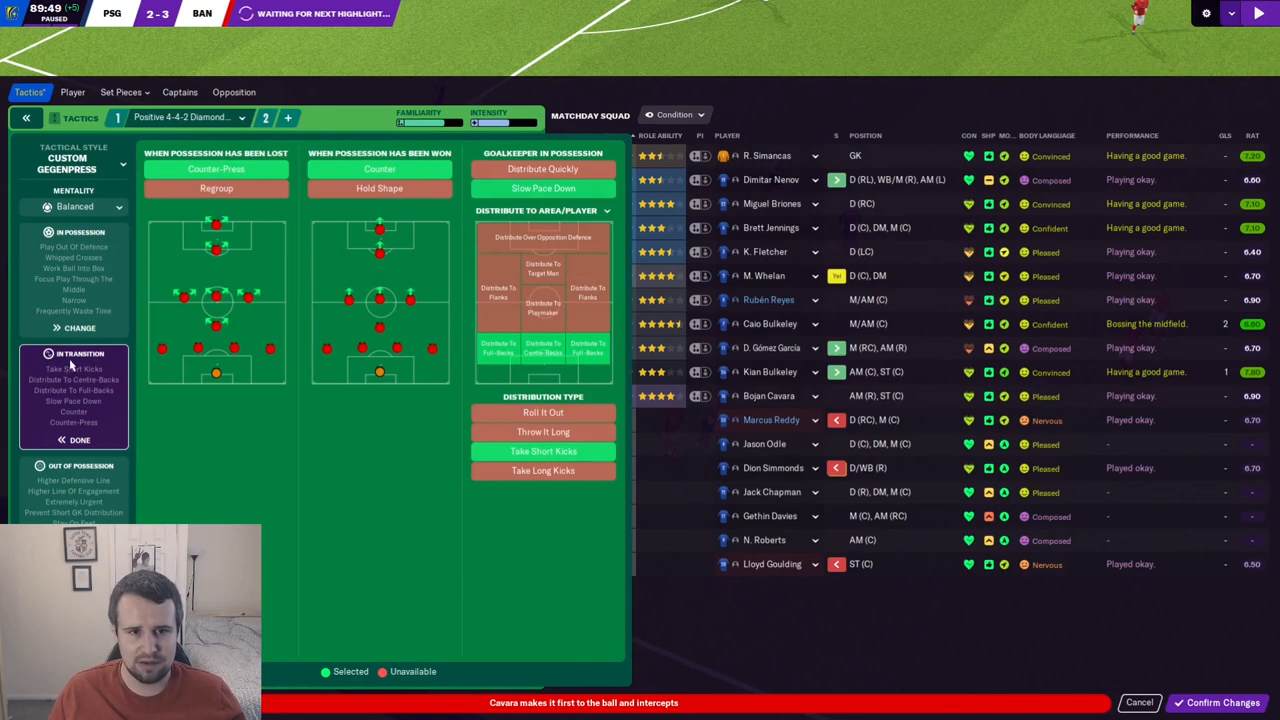 89:49 (+5)
PAUSED
PSG 2 - 3 BAN
WAITING FOR NEXT HIGHLIGHT...
Tactics* Player Set Pieces Captains Opposition
TACTICS 1 Positive 4-4-2 Diamond... 2 +
FAMILIARITY
INTENSITY
MATCHDAY SQUAD
Condition
TACTICAL STYLE
CUSTOM
GEGENPRESS
MENTALITY
Balanced
IN POSSESSION
Play Out Of Defence
Whipped Crosses
Work Ball Into Box
Focus Play Through The
Middle
Narrow
Frequently Waste Time
CHANGE
IN TRANSITION
Take Short Kicks
Distribute To Centre-Backs
Distribute To Full-Backs
Slow Pace Down
Counter
Counter-Press
DONE
OUT OF POSSESSION
Higher Defensive Line
Higher Line Of Engagement
Extremely Urgent
Prevent Short GK Distribution
Stay On Feet
WHEN POSSESSION HAS BEEN LOST
Counter-Press
Regroup
WHEN POSSESSION HAS BEEN WON
Counter
Hold Shape
GOALKEEPER IN POSSESSION
Distribute Quickly
Slow Pace Down
DISTRIBUTE TO AREA/PLAYER
Distribute Over Opposition Defence
Distribute To
Target Man
Distribute To
Flanks
Distribute To
Playmaker
Distribute To
Flanks
Distribute To
Full-Backs
Distribute To
Centre-Backs
Distribute To
Full-Backs
DISTRIBUTION TYPE
Roll It Out
Throw It Long
Take Short Kicks
Take Long Kicks
Selected Unavailable
ROLE ABILITY PI PLAYER S POSITION CON SHP MO... BODY LANGUAGE PERFORMANCE GLS RAT
R. Simancas GK Convinced Having a good game. - 7.20
Dimitar Nenov D (RL), WB/M (R), AM (L) Composed Playing okay. - 6.60
Miguel Briones D (RC) Convinced Having a good game. - 7.10
Brett Jennings D (C), DM, M (C) Confident Having a good game. - 7.10
K. Fletcher D (LC) Pleased Playing okay. - 6.40
M. Whelan Yel D (C), DM Composed Playing okay. - 6.70
Rubén Reyes M/AM (C) Pleased Playing okay. - 6.90
Caio Bulkeley M/AM (C) Confident Bossing the midfield. 2 8.80
D. Gómez García M (RC), AM (RC) Pleased Playing okay. - 6.70
Kian Bulkeley AM (C), ST (C) Convinced Having a good game. 1 7.80
Bojan Cavara AM (R), ST (C) Pleased Playing okay. - 6.90
Marcus Reddy D (RC), M (C) Nervous Played okay. - 6.70
Jason Odle D (C), DM, M (C) Pleased - - -
Dion Simmonds D/WB (R) Pleased Played okay. - 6.70
Jack Chapman D (R), DM, M (C) Pleased - - -
Gethin Davies M (C), AM (RC) Composed - - -
N. Roberts AM (C) Composed - - -
Lloyd Goulding ST (C) Nervous Played okay. - 6.50
Cavara makes it first to the ball and intercepts
Cancel
Confirm Changes